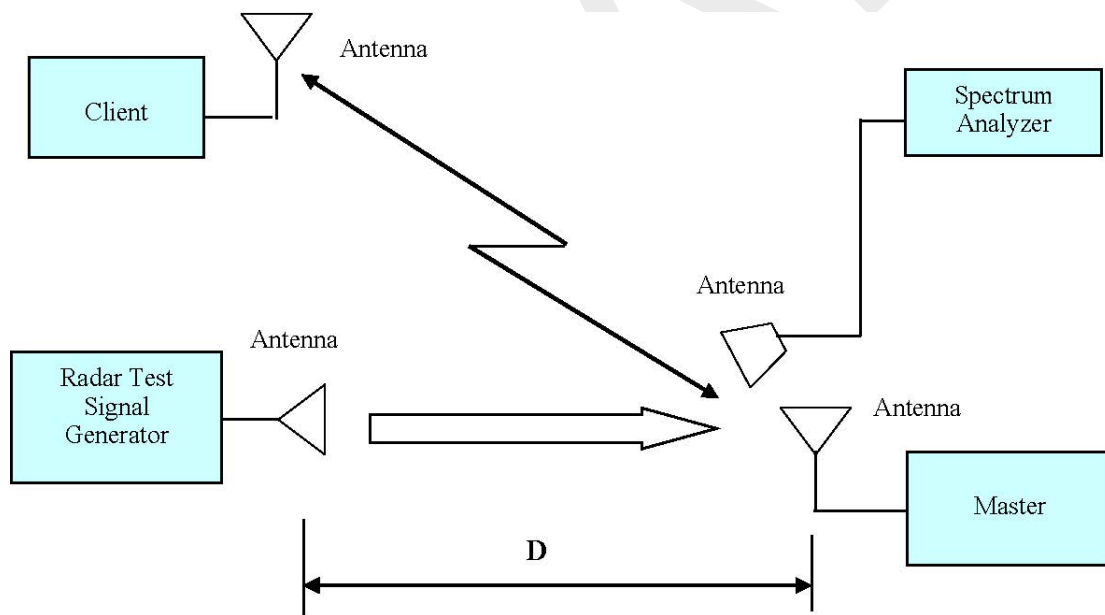 Antenna
Client
Spectrum
Analyzer
Antenna
Antenna
Radar Test
Signal
Generator
Antenna
Master
D